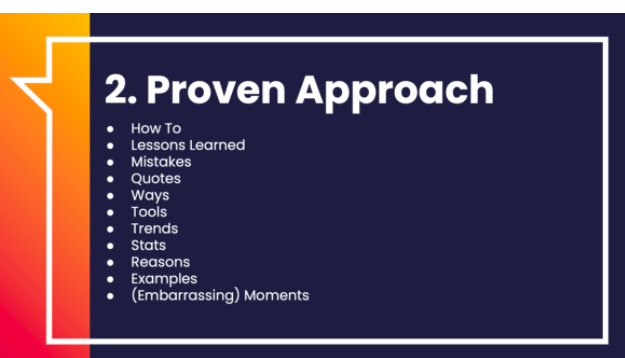 2. Proven Approach
● How To
● Lessons Learned
● Mistakes
● Quotes
● Ways
● Tools
● Trends
● Stats
● Reasons
● Examples
● (Embarrassing) Moments